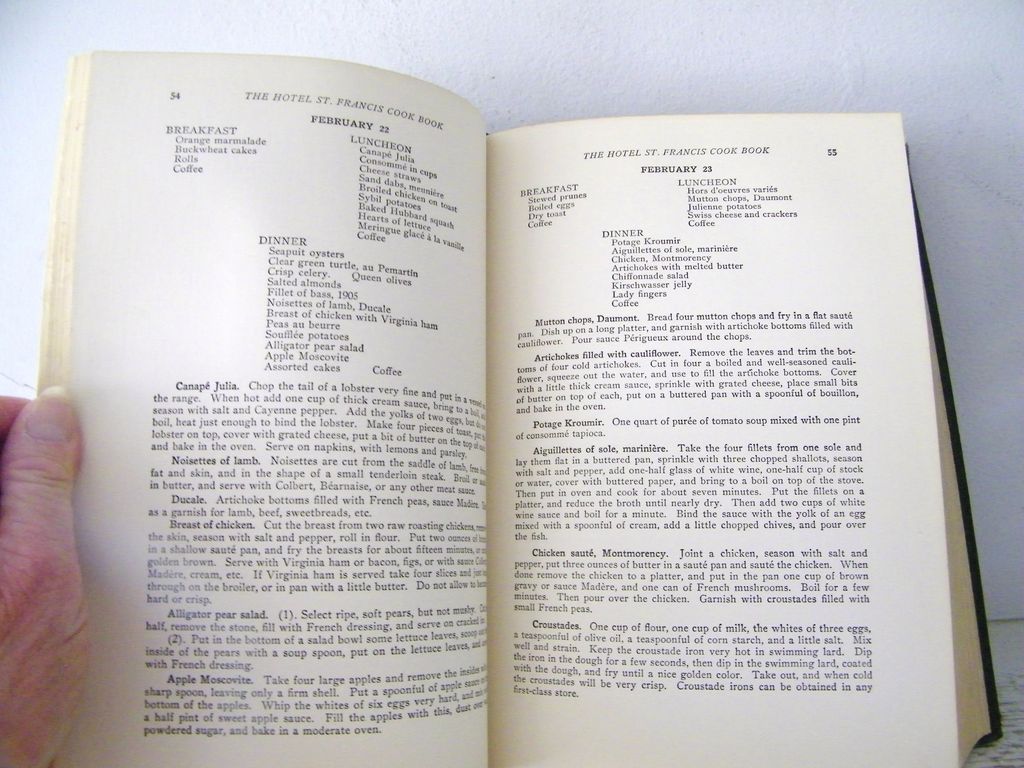 54
THE HOTEL ST. FRANCIS COOK BOOK
FEBRUARY 22
BREAKFAST
Orange marmalade
Buckwheat cakes
Rolls
Coffee
LUNCHEON
Canapé Julia
Consommé in cups
Cheese straws
Sand dabs, meunière
Broiled chicken on toast
Sybil potatoes
Baked Hubbard squash
Hearts of lettuce
Meringue glacé à la vanille
Coffee
DINNER
Seapuit oysters
Clear green turtle, au Pemartin
Crisp celery. Queen olives
Salted almonds
Fillet of bass, 1905
Noisettes of lamb, Ducale
Breast of chicken with Virginia ham
Peas au beurre
Soufflée potatoes
Alligator pear salad
Apple Moscovite
Assorted cakes Coffee
Canapé Julia. Chop the tail of a lobster very fine and put in a
the range. When hot add one cup of thick cream sauce, bring to a boil,
season with salt and Cayenne pepper. Add the yolks of two eggs, but
boil, heat just enough to bind the lobster. Make four pieces of toast, put
lobster on top, cover with grated cheese, put a bit of butter on the top of
and bake in the oven. Serve on napkins, with lemons and parsley.
Noisettes of lamb. Noisettes are cut from the saddle of lamb,
fat and skin, and in the shape of a small tenderloin steak. Broil or
in butter, and serve with Colbert, Béarnaise, or any other meat sauce.
Ducale. Artichoke bottoms filled with French peas, sauce Madère.
as a garnish for lamb, beef, sweetbreads, etc.
Breast of chicken. Cut the breast from two raw roasting chickens,
the skin, season with salt and pepper, roll in flour. Put two ounces of
in a shallow sauté pan, and fry the breasts for about fifteen minutes, or
golden brown. Serve with Virginia ham or bacon, figs, or with sauce
Madère, cream, etc. If Virginia ham is served take four slices and just
through on the broiler, or in pan with a little butter. Do not allow to
hard or crisp.
Alligator pear salad. (1). Select ripe, soft pears, but not mushy.
half, remove the stone, fill with French dressing, and serve on cracked
(2). Put in the bottom of a salad bowl some lettuce leaves, scoop
inside of the pears with a soup spoon, put on the lettuce leaves, and
with French dressing.
Apple Moscovite. Take four large apples and remove the insides
sharp spoon, leaving only a firm shell. Put a spoonful of apple sauce
bottom of the apples. Whip the whites of six eggs very hard, and
a half pint of sweet apple sauce. Fill the apples with this, dust
powdered sugar, and bake in a moderate oven.
THE HOTEL ST. FRANCIS COOK BOOK
55
FEBRUARY 23
BREAKFAST
Stewed prunes
Boiled eggs
Dry toast
Coffee
LUNCHEON
Hors d'oeuvres variés
Mutton chops, Daumont
Julienne potatoes
Swiss cheese and crackers
Coffee
DINNER
Potage Kroumir
Aiguillettes of sole, marinière
Chicken, Montmorency
Artichokes with melted butter
Chiffonnade salad
Kirschwasser jelly
Lady fingers
Coffee
Mutton chops, Daumont. Bread four mutton chops and fry in a flat sauté
pan. Dish up on a long platter, and garnish with artichoke bottoms filled with
cauliflower. Pour sauce Périgueux around the chops.
Artichokes filled with cauliflower. Remove the leaves and trim the bot-
toms of four cold artichokes. Cut in four a boiled and well-seasoned cauli-
flower, squeeze out the water, and use to fill the artichoke bottoms. Cover
with a little thick cream sauce, sprinkle with grated cheese, place small bits
of butter on top of each, put on a buttered pan with a spoonful of bouillon,
and bake in the oven.
Potage Kroumir. One quart of purée of tomato soup mixed with one pint
of consommé tapioca.
Aiguillettes of sole, marinière. Take the four fillets from one sole and
lay them flat in a buttered pan, sprinkle with three chopped shallots, season
with salt and pepper, add one-half glass of white wine, one-half cup of stock
or water, cover with buttered paper, and bring to a boil on top of the stove.
Then put in oven and cook for about seven minutes. Put the fillets on a
platter, and reduce the broth until nearly dry. Then add two cups of white
wine sauce and boil for a minute. Bind the sauce with the yolk of an egg
mixed with a spoonful of cream, add a little chopped chives, and pour over
the fish.
Chicken sauté, Montmorency. Joint a chicken, season with salt and
pepper, put three ounces of butter in a sauté pan and sauté the chicken. When
done remove the chicken to a platter, and put in the pan one cup of brown
gravy or sauce Madère, and one can of French mushrooms. Boil for a few
minutes. Then pour over the chicken. Garnish with croustades filled with
small French peas.
Croustades. One cup of flour, one cup of milk, the whites of three eggs,
a teaspoonful of olive oil, a teaspoonful of corn starch, and a little salt. Mix
well and strain. Keep the croustade iron very hot in swimming lard. Dip
the iron in the dough for a few seconds, then dip in the swimming lard, coated
with the dough, and fry until a nice golden color. Take out, and when cold
the croustades will be very crisp. Croustade irons can be obtained in any
first-class store.